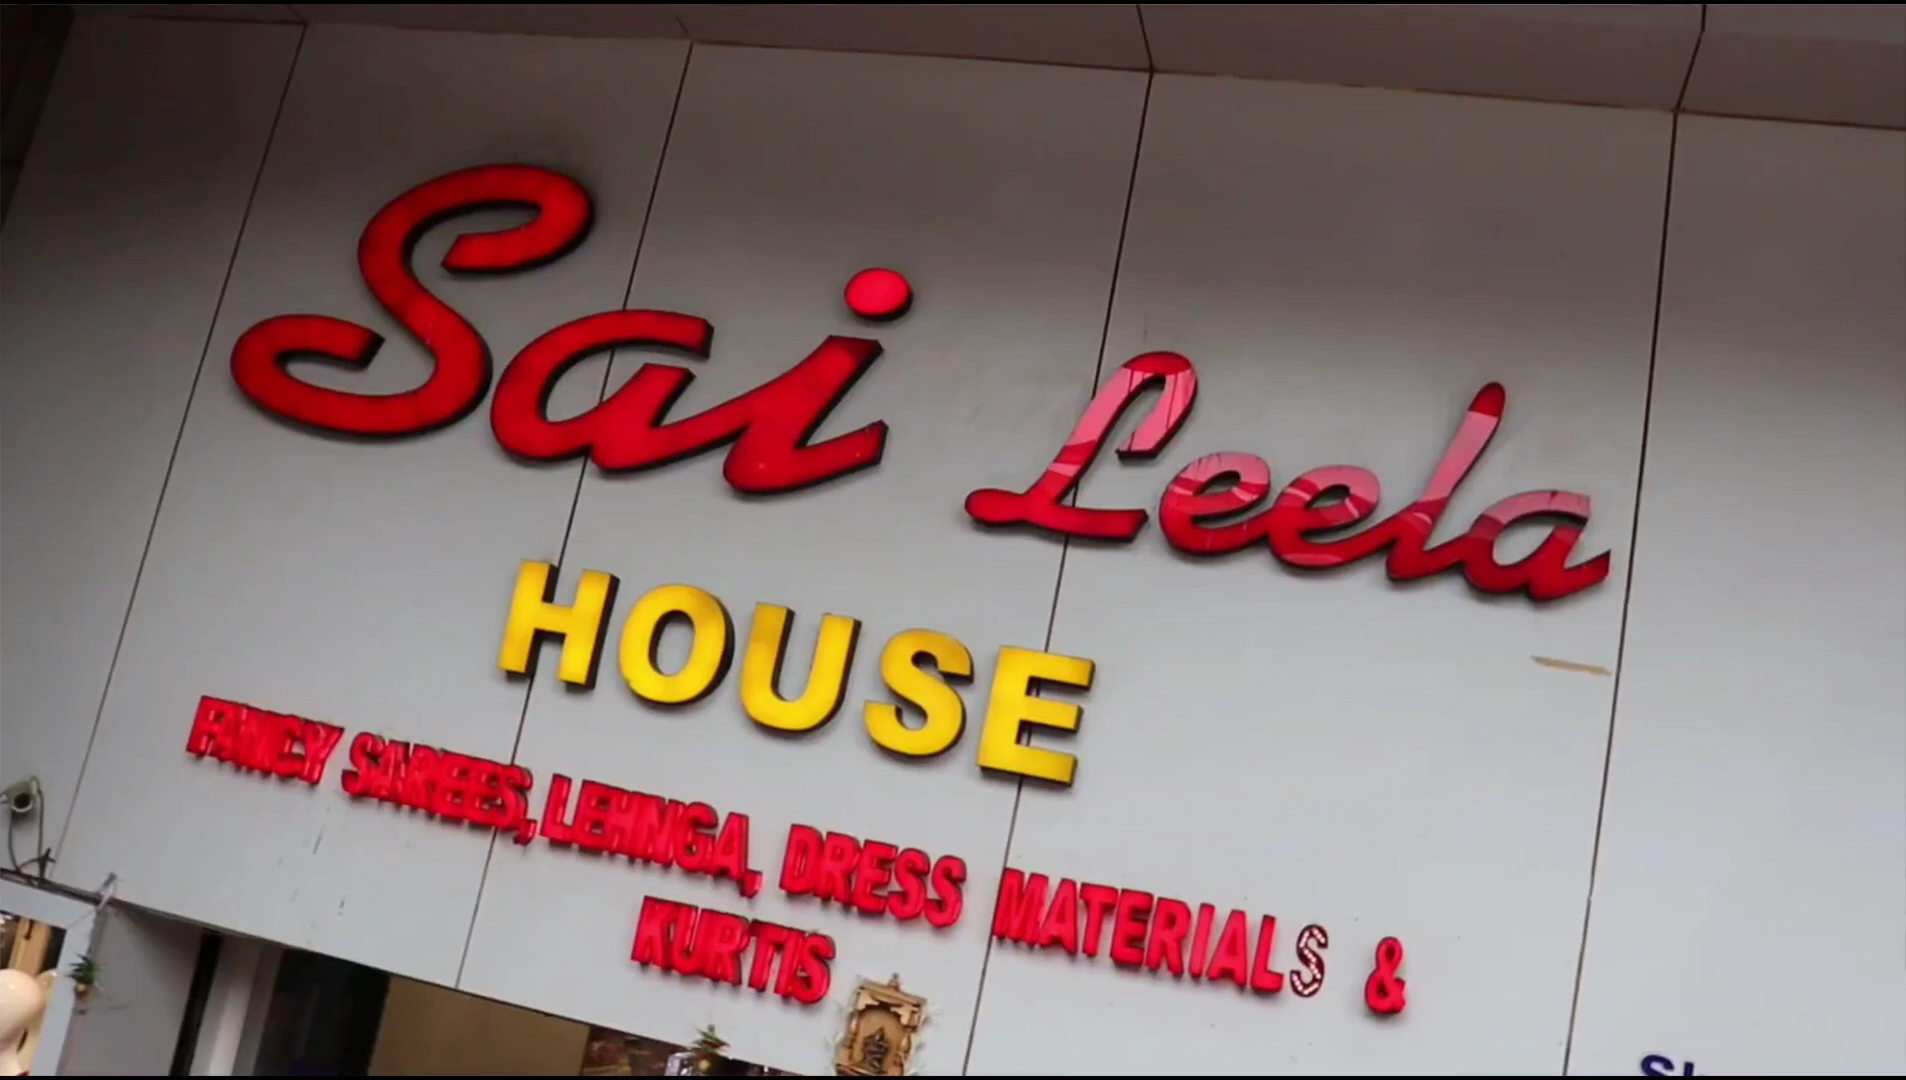 Sai Leela
HOUSE
FANCY SAREES, LEHNGA, DRESS MATERIALS &
KURTIS